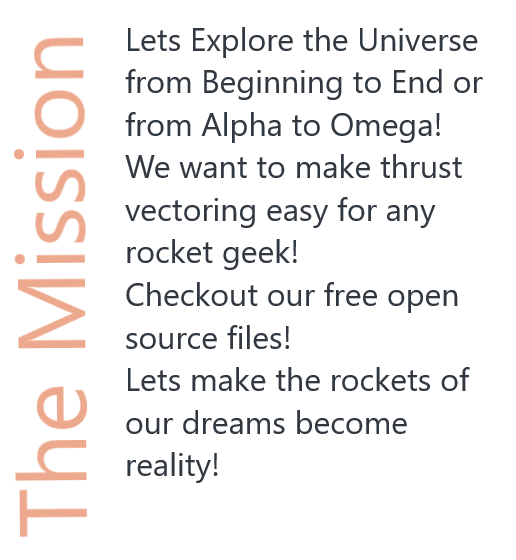 The Mission
Lets Explore the Universe
from Beginning to End or
from Alpha to Omega!
We want to make thrust
vectoring easy for any
rocket geek!
Checkout our free open
source files!
Lets make the rockets of
our dreams become
reality!